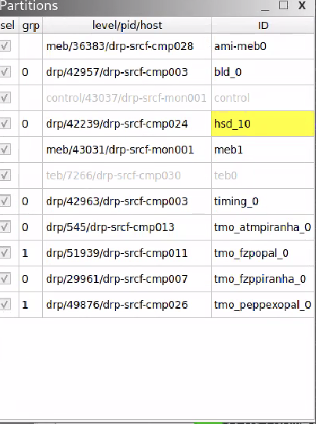 Partitions
sel grp level/pid/host ID
meb/36383/drp-srcf-cmp028 ami-meb0
0 drp/42957/drp-srcf-cmp003 bld_0
control/43037/drp-srcf-mon001 control
0 drp/42239/drp-srcf-cmp024 hsd_10
meb/43031/drp-srcf-mon001 meb1
teb/7266/drp-srcf-cmp030 teb0
0 drp/42963/drp-srcf-cmp003 timing_0
0 drp/545/drp-srcf-cmp013 tmo_atmpiranha_0
1 drp/51939/drp-srcf-cmp011 tmo_fzpopal_0
0 drp/29961/drp-srcf-cmp007 tmo_fzppiranha_0
1 drp/49876/drp-srcf-cmp026 tmo_peppexopal_0